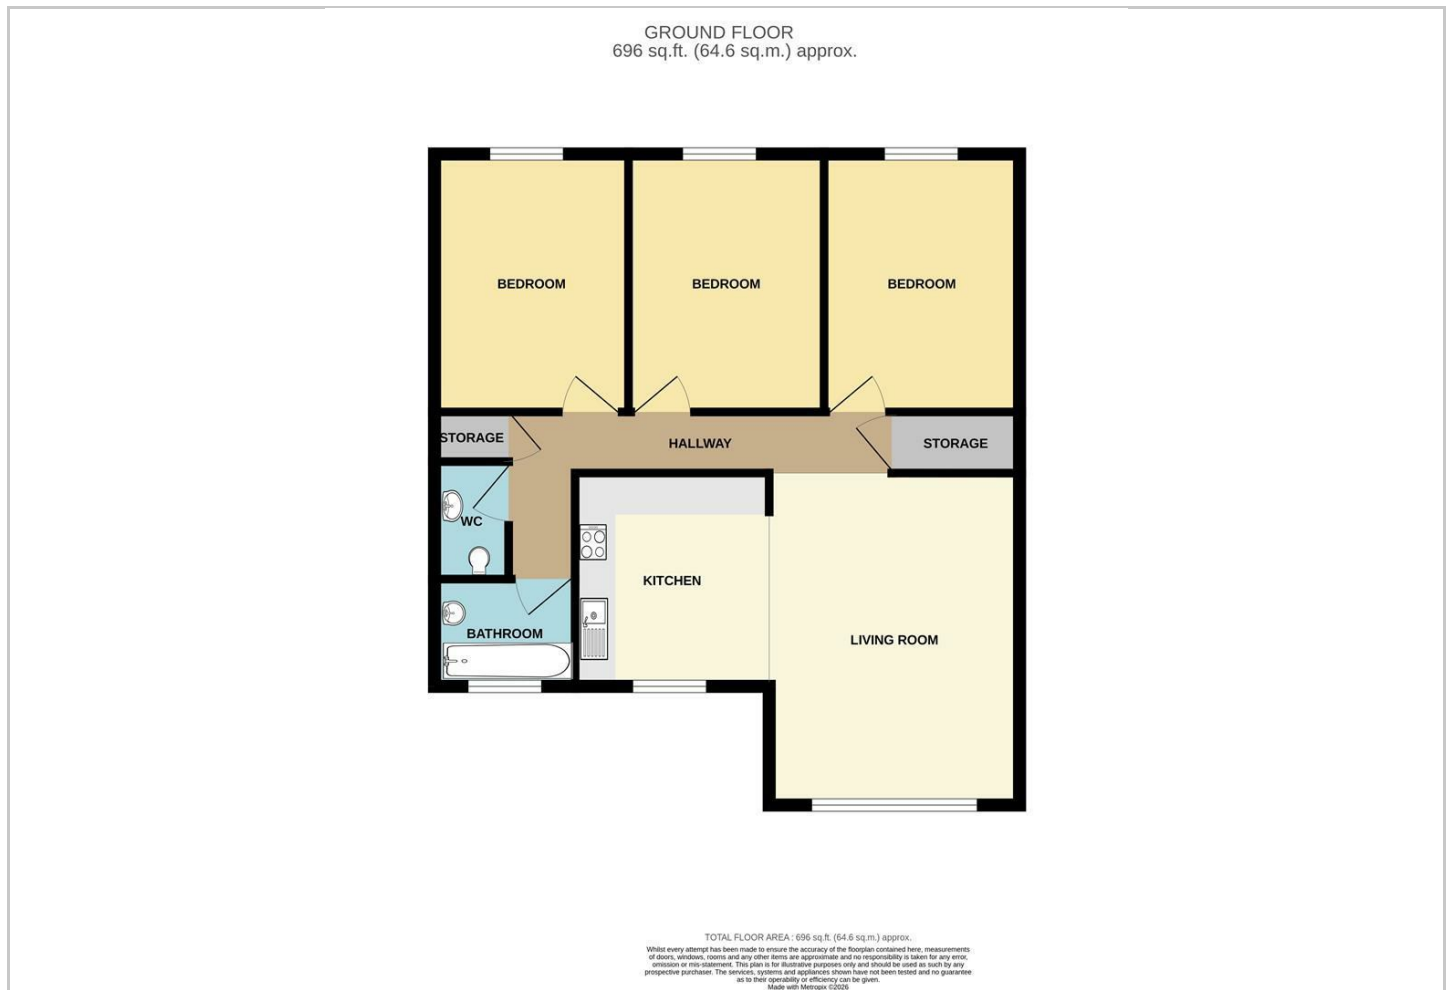 GROUND FLOOR
696 sq.ft. (64.6 sq.m.) approx.
BEDROOM
BEDROOM
BEDROOM
STORAGE
HALLWAY
STORAGE
WC
KITCHEN
BATHROOM
LIVING ROOM
TOTAL FLOOR AREA : 696 sq.ft. (64.6 sq.m.) approx.
Whilst every attempt has been made to ensure the accuracy of the floorplan contained here, measurements
of doors, windows, rooms and any other items are approximate and no responsibility is taken for any error,
omission or mis-statement. This plan is for illustrative purposes only and should be used as such by any
prospective purchaser. The services, systems and appliances shown have not been tested and no guarantee
as to their operability or efficiency can be given.
Made with Metropix ©2026